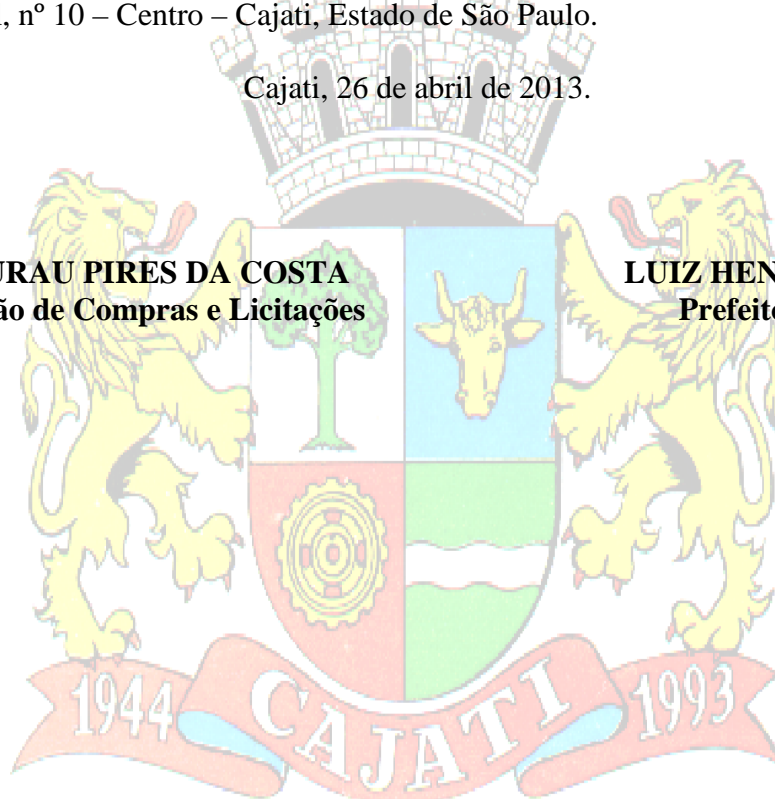 , nº 10 – Centro – Cajati, Estado de São Paulo.
Cajati, 26 de abril de 2013.
URAU PIRES DA COSTA LUIZ HEN
ão de Compras e Licitações Prefeito
1944 CAJATI 1993